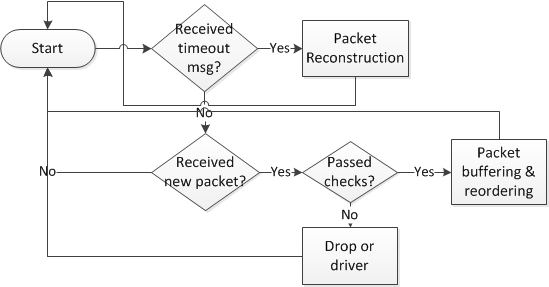 Start
Received
timeout
msg?
Yes
Packet
Reconstruction
No
Received
new packet?
No
Yes
Passed
checks?
Yes
Packet
buffering &
reordering
No
Drop or
driver